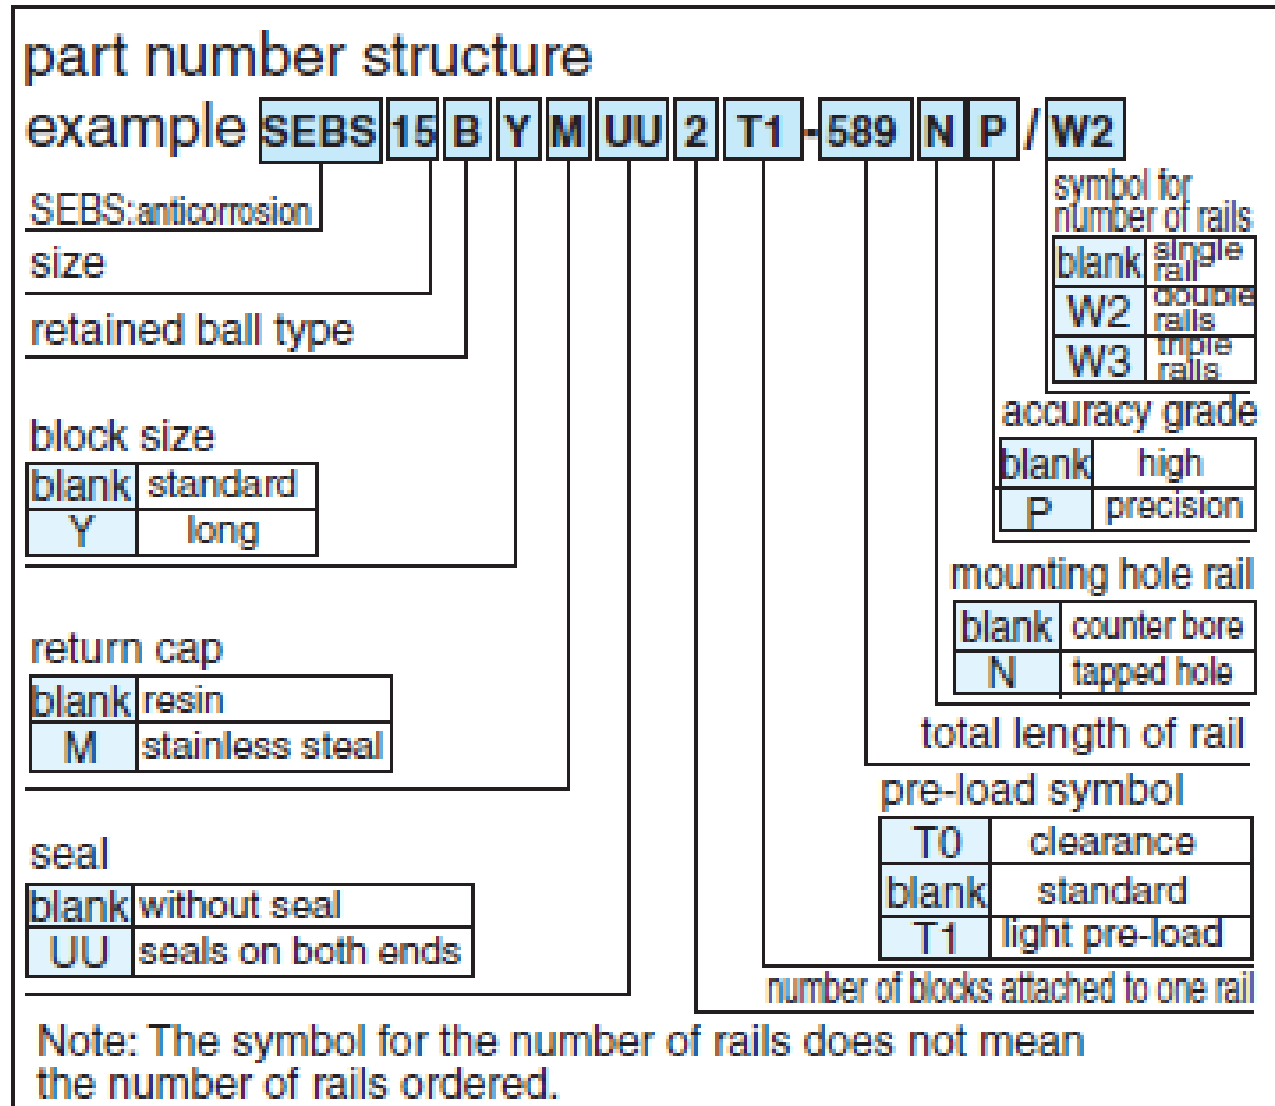 part number structure
example SEBS 15 B Y M UU 2 T1 - 589 N P / W2
SEBS:anticorrosion
size
retained ball type
block size
blank standard
Y long
return cap
blank resin
M stainless steal
seal
blank without seal
UU seals on both ends
symbol for
number of rails
blank single
rail
W2 double
rails
W3 triple
rails
accuracy grade
blank high
P precision
mounting hole rail
blank counter bore
N tapped hole
total length of rail
pre-load symbol
T0 clearance
blank standard
T1 light pre-load
number of blocks attached to one rail
Note: The symbol for the number of rails does not mean
the number of rails ordered.